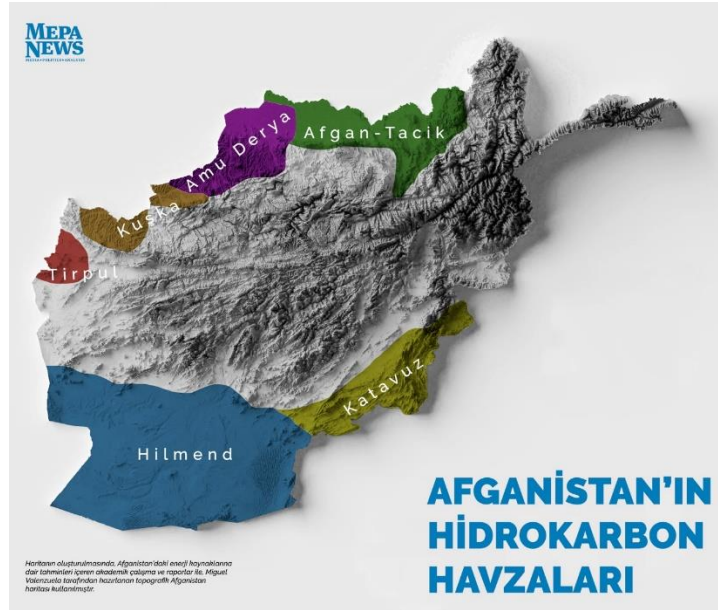 MEPA
NEWS
Afgan-Tacik
Amu Derya
Kuska
Tirpul
Katavuz
Hilmend
AFGANİSTAN’IN
HİDROKARBON
HAVZALARI
Haritanın oluşturulmasında, Afganistan'daki enerji kaynaklarına
dair tahminleri içeren akademik çalışma ve raporlar ile, Miguel
Valenzuela tarafından hazırlanan topografik Afganistan
haritası kullanılmıştır.